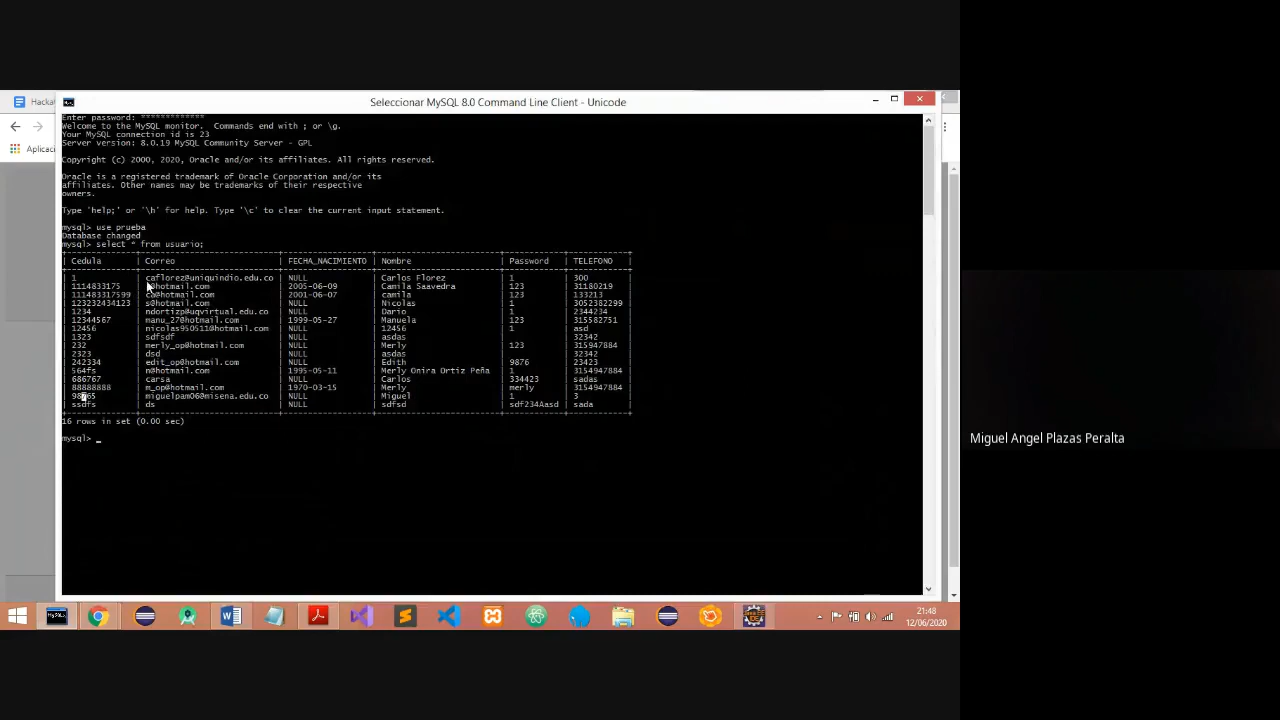 Hacka
Seleccionar MySQL 8.0 Command Line Client - Unicode
Aplicaci
Enter password: *************
Welcome to the MySQL monitor.  Commands end with ; or \g.
Your MySQL connection id is 23
Server version: 8.0.19 MySQL Community Server - GPL
Copyright (c) 2000, 2020, Oracle and/or its affiliates. All rights reserved.
Oracle is a registered trademark of Oracle Corporation and/or its
affiliates. Other names may be trademarks of their respective
owners.
Type 'help;' or '\h' for help. Type '\c' to clear the current input statement.
mysql> use prueba
Database changed
mysql> select * from usuario;
| Cedula | Correo | FECHA_NACIMIENTO | Nombre | Password | TELEFONO |
| 1 | caflorez@uniquindio.edu.co | NULL | Carlos Florez | 1 | 300 |
| 1114833175 | @hotmail.com | 2005-06-09 | Camila Saavedra | 123 | 31180219 |
| 111483317599 | ca@hotmail.com | 2001-06-07 | camila | 123 | 133213 |
| 123232434123 | s@hotmail.com | NULL | Nicolas | 1 | 3052382299 |
| 1234 | ndortizp@uqvirtual.edu.co | NULL | Dario | 1 | 2344234 |
| 12344567 | manu_27@hotmail.com | 1999-05-27 | Manuela | 123 | 315582751 |
| 12456 | nicolas950511@hotmail.com | NULL | 12456 | 1 | asd |
| 1323 | sdfsdf | NULL | asdas | | 32342 |
| 232 | merly_op@hotmail.com | NULL | Merly | 123 | 315947884 |
| 2323 | dsd | NULL | asdas | | 32342 |
| 242334 | edit_op@hotmail.com | NULL | Edith | 9876 | 23423 |
| 564fs | n@hotmail.com | 1995-05-11 | Merly Onira Ortiz Peña | 1 | 3154947884 |
| 686767 | carsa | NULL | Carlos | 334423 | sadas |
| 88888888 | m_op@hotmail.com | 1970-03-15 | Merly | merly | 3154947884 |
| miguelpam06@misena.edu.co | NULL | Miguel | 1 | 3 |
| ssdfs | ds | NULL | sdfsd | sdf234Aasd | sada |
16 rows in set (0.00 sec)
mysql> _
Miguel Angel Plazas Peralta
21:48
12/06/2020